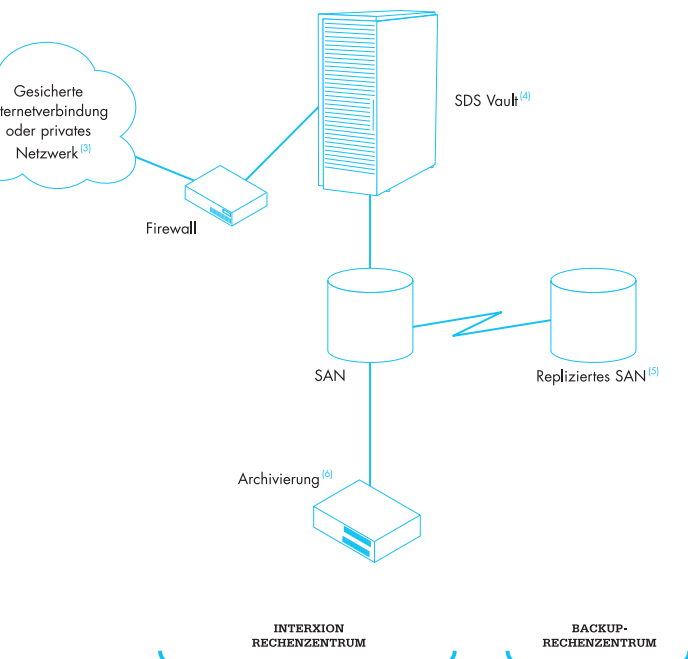 Gesicherte
nternetverbindung
oder privates
Netzwerk (3)
SDS Vault (4)
Firewall
SAN
Repliziertes SAN (5)
Archivierung (6)
INTERXION
RECHENZENTRUM
BACKUP-
RECHENZENTRUM